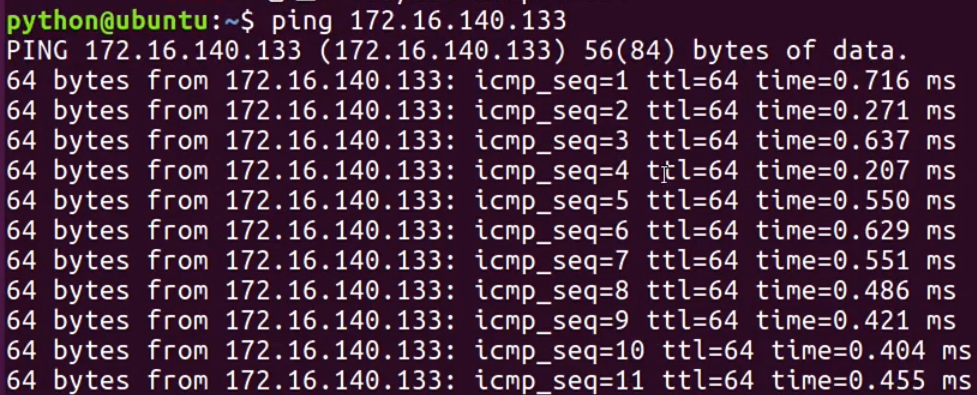 python@ubuntu:~$ ping 172.16.140.133
PING 172.16.140.133 (172.16.140.133) 56(84) bytes of data.
64 bytes from 172.16.140.133: icmp_seq=1 ttl=64 time=0.716 ms
64 bytes from 172.16.140.133: icmp_seq=2 ttl=64 time=0.271 ms
64 bytes from 172.16.140.133: icmp_seq=3 ttl=64 time=0.637 ms
64 bytes from 172.16.140.133: icmp_seq=4 ttl=64 time=0.207 ms
64 bytes from 172.16.140.133: icmp_seq=5 ttl=64 time=0.550 ms
64 bytes from 172.16.140.133: icmp_seq=6 ttl=64 time=0.629 ms
64 bytes from 172.16.140.133: icmp_seq=7 ttl=64 time=0.551 ms
64 bytes from 172.16.140.133: icmp_seq=8 ttl=64 time=0.486 ms
64 bytes from 172.16.140.133: icmp_seq=9 ttl=64 time=0.421 ms
64 bytes from 172.16.140.133: icmp_seq=10 ttl=64 time=0.404 ms
64 bytes from 172.16.140.133: icmp_seq=11 ttl=64 time=0.455 ms